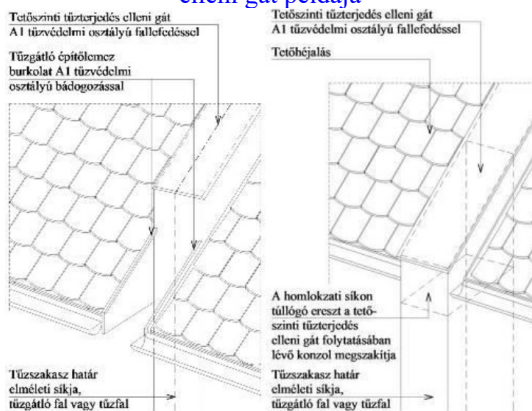 elleni gát példája
Tetőszinti tűzterjedés elleni gát
A1 tűzvédelmi osztályú fallefedéssel
Tűzgátló építőlemez
burkolat A1 tűzvédelmi
osztályú bádogozással
Tűzszakasz határ
elméleti síkja,
tűzgátló fal vagy tűzfal
Tetőszinti tűzterjedés elleni gát
A1 tűzvédelmi osztályú fallefedéssel
Tetőhéjalás
A homlokzati síkon
túllógó ereszt a tető-
szinti tűzterjedés
elleni gát folytatásában
lévő konzol megszakítja
Tűzszakasz határ
elméleti síkja,
tűzgátló fal vagy tűzfal